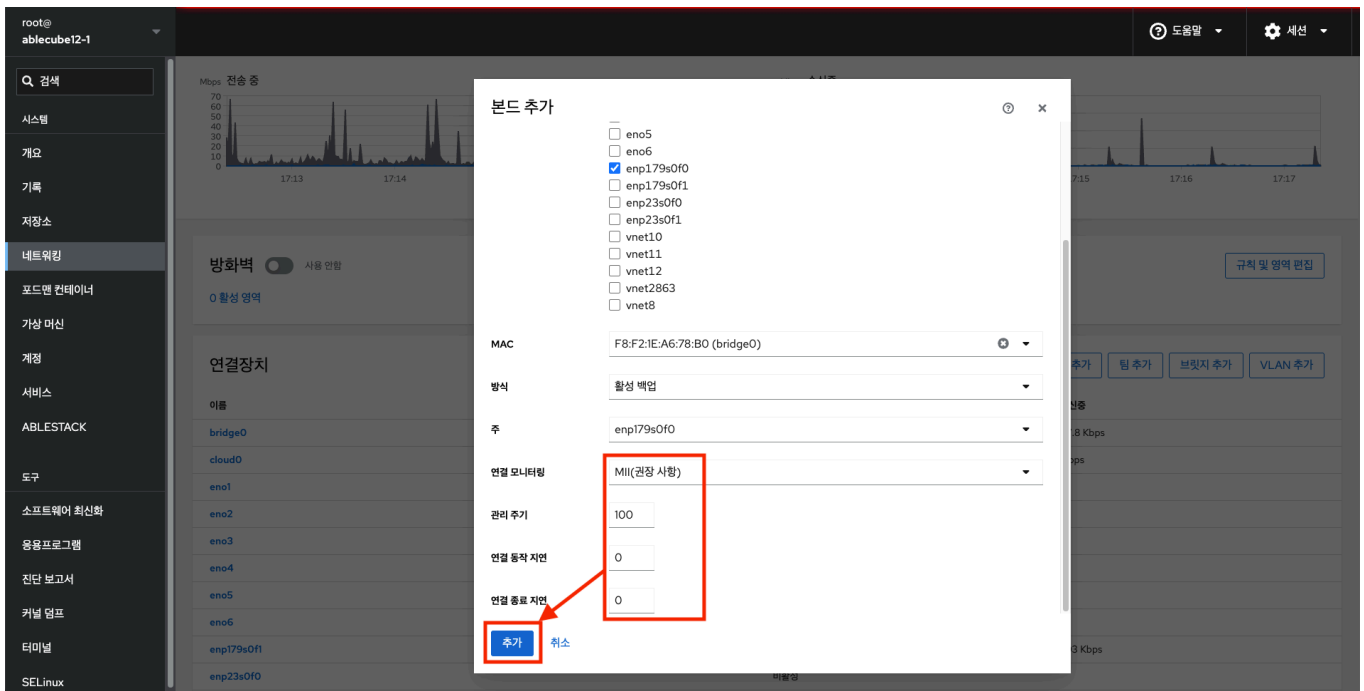 root@
ablecube12-1
도움말
세션
검색
시스템
개요
기록
저장소
네트워킹
포드맨 컨테이너
가상 머신
계정
서비스
ABLESTACK
도구
소프트웨어 최신화
응용프로그램
진단 보고서
커널 덤프
터미널
SELinux
Mbps 전송 중
70
60
50
40
30
20
10
0
17:13 17:14
17:15 17:16 17:17
방화벽 사용 안함
0 활성 영역
규칙 및 영역 편집
연결장치
추가 팀 추가 브릿지 추가 VLAN 추가
이름
bridge0
cloud0
eno1
eno2
eno3
eno4
eno5
eno6
enp179s0f1
enp23s0f0
비활성
본드 추가
eno5
eno6
enp179s0f0
enp179s0f1
enp23s0f0
enp23s0f1
vnet10
vnet11
vnet12
vnet2863
vnet8
MAC F8:F2:1E:A6:78:B0 (bridge0)
방식 활성 백업
주 enp179s0f0
연결 모니터링 MII(권장 사항)
관리 주기 100
연결 동작 지연 0
연결 종료 지연 0
추가 취소